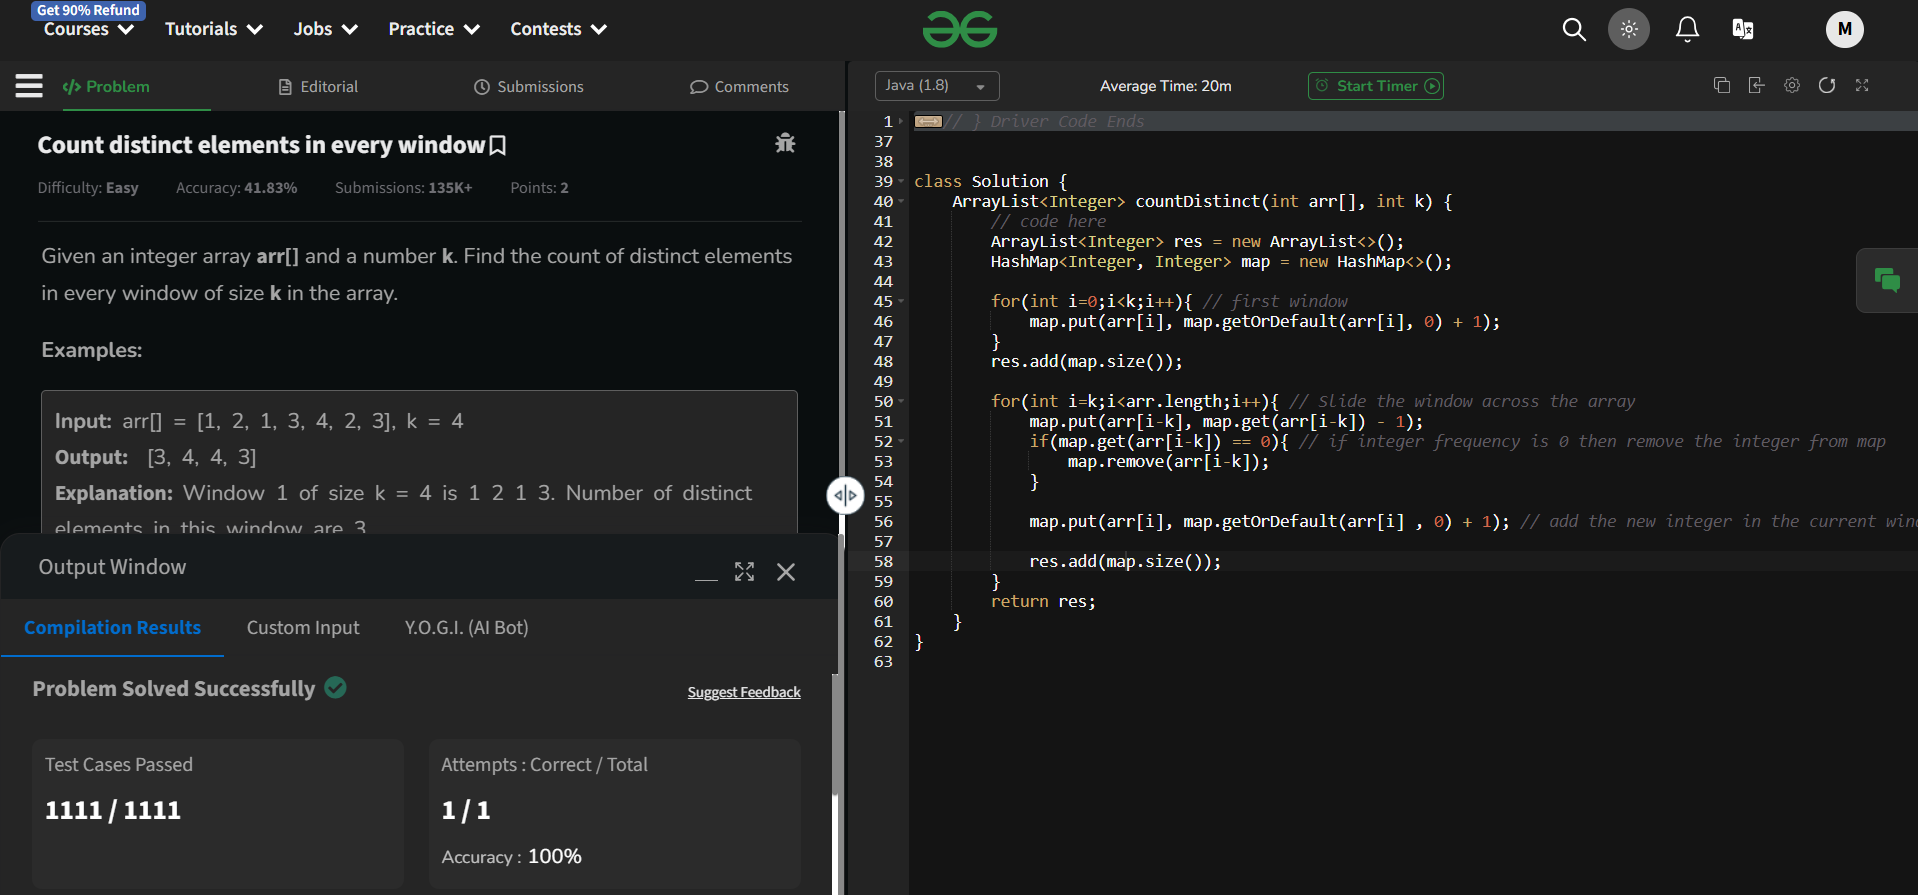 Get 90% Refund
Courses Tutorials Jobs Practice Contests
M
Problem Editorial Submissions Comments
Count distinct elements in every window
Difficulty: Easy Accuracy: 41.83% Submissions: 135K+ Points: 2
Given an integer array arr[] and a number k. Find the count of distinct elements
in every window of size k in the array.
Examples:
Input: arr[] = [1, 2, 1, 3, 4, 2, 3], k = 4
Output: [3, 4, 4, 3]
Explanation: Window 1 of size k = 4 is 1 2 1 3. Number of distinct
elements in this window are 3
Output Window
Compilation Results Custom Input Y.O.G.I. (AI Bot)
Problem Solved Successfully
Suggest Feedback
Test Cases Passed
1111 / 1111
Attempts : Correct / Total
1 / 1
Accuracy : 100%
Java (1.8) Average Time: 20m Start Timer
1 // } Driver Code Ends
37
38
39 class Solution {
40 ArrayList<Integer> countDistinct(int arr[], int k) {
41 // code here
42 ArrayList<Integer> res = new ArrayList<>();
43 HashMap<Integer, Integer> map = new HashMap<>();
44
45 for(int i=0;i<k;i++){ // first window
46 map.put(arr[i], map.getOrDefault(arr[i], 0) + 1);
47 }
48 res.add(map.size());
49
50 for(int i=k;i<arr.length;i++){ // Slide the window across the array
51 map.put(arr[i-k], map.get(arr[i-k]) - 1);
52 if(map.get(arr[i-k]) == 0){ // if integer frequency is 0 then remove the integer from map
53 map.remove(arr[i-k]);
54 }
55
56 map.put(arr[i], map.getOrDefault(arr[i] , 0) + 1); // add the new integer in the current win
57
58 res.add(map.size());
59 }
60 return res;
61 }
62 }
63